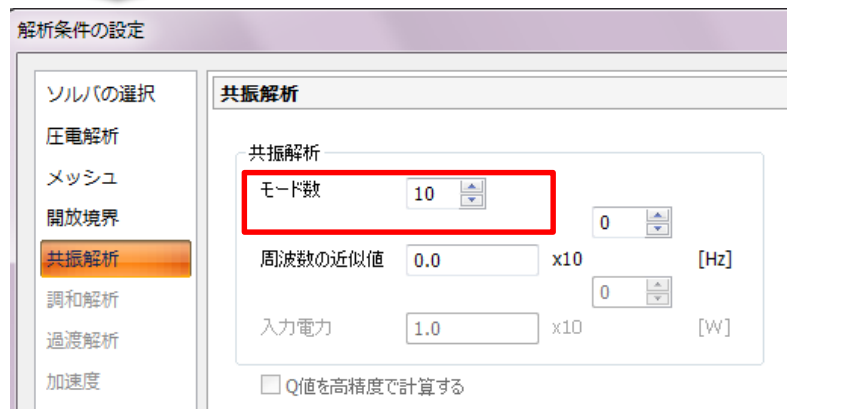 解析条件の設定
ソルバの選択
圧電解析
メッシュ
開放境界
共振解析
調和解析
過渡解析
加速度
共振解析
共振解析
モード数 10
0
周波数の近似値 0.0 x10 [Hz]
0
入力電力 1.0 x10 [W]
Q値を高精度で計算する